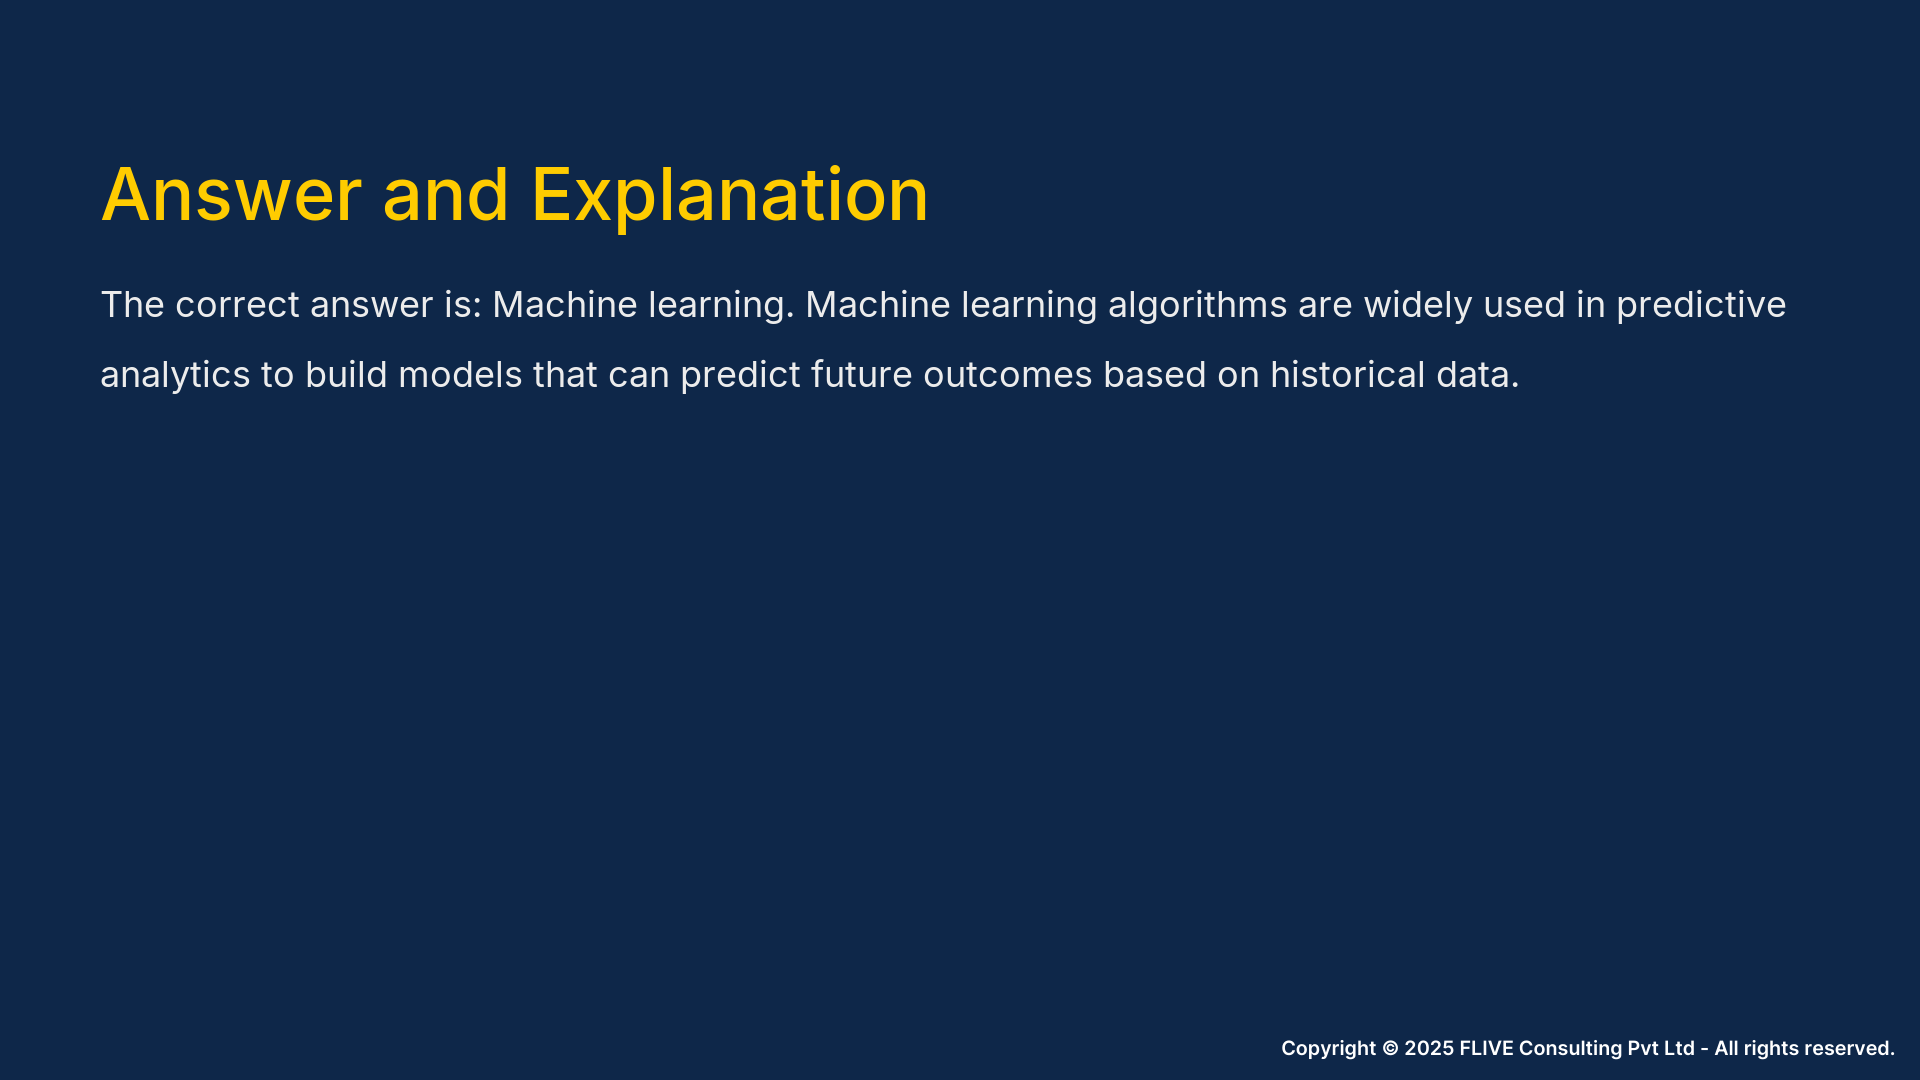 Answer and Explanation
The correct answer is: Machine learning. Machine learning algorithms are widely used in predictive
analytics to build models that can predict future outcomes based on historical data.
Copyright © 2025 FLIVE Consulting Pvt Ltd - All rights reserved.